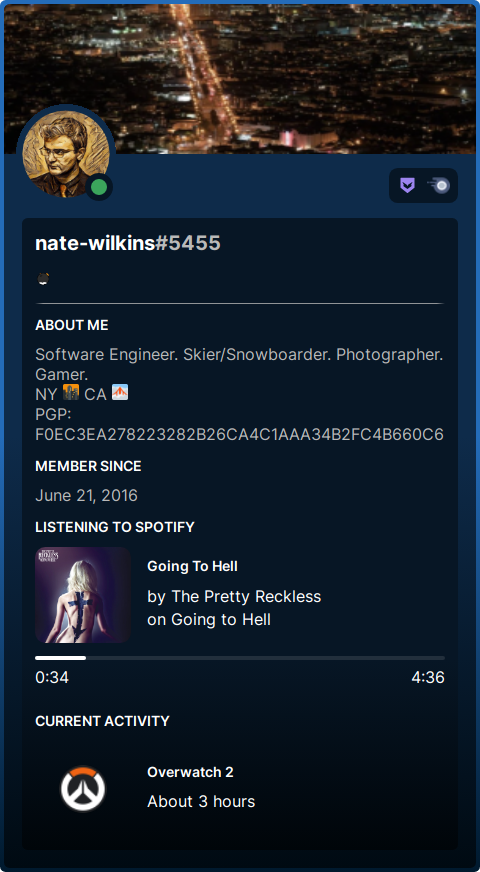 nate-wilkins#5455
ABOUT ME
Software Engineer. Skier/Snowboarder. Photographer.
Gamer.
NY 🌇 CA 🌁
PGP:
F0EC3EA278223282B26CA4C1AAA34B2FC4B660C6
MEMBER SINCE
June 21, 2016
LISTENING TO SPOTIFY
RECKLESS
Going To Hell
by The Pretty Reckless
on Going to Hell
0:34
4:36
CURRENT ACTIVITY
Overwatch 2
About 3 hours